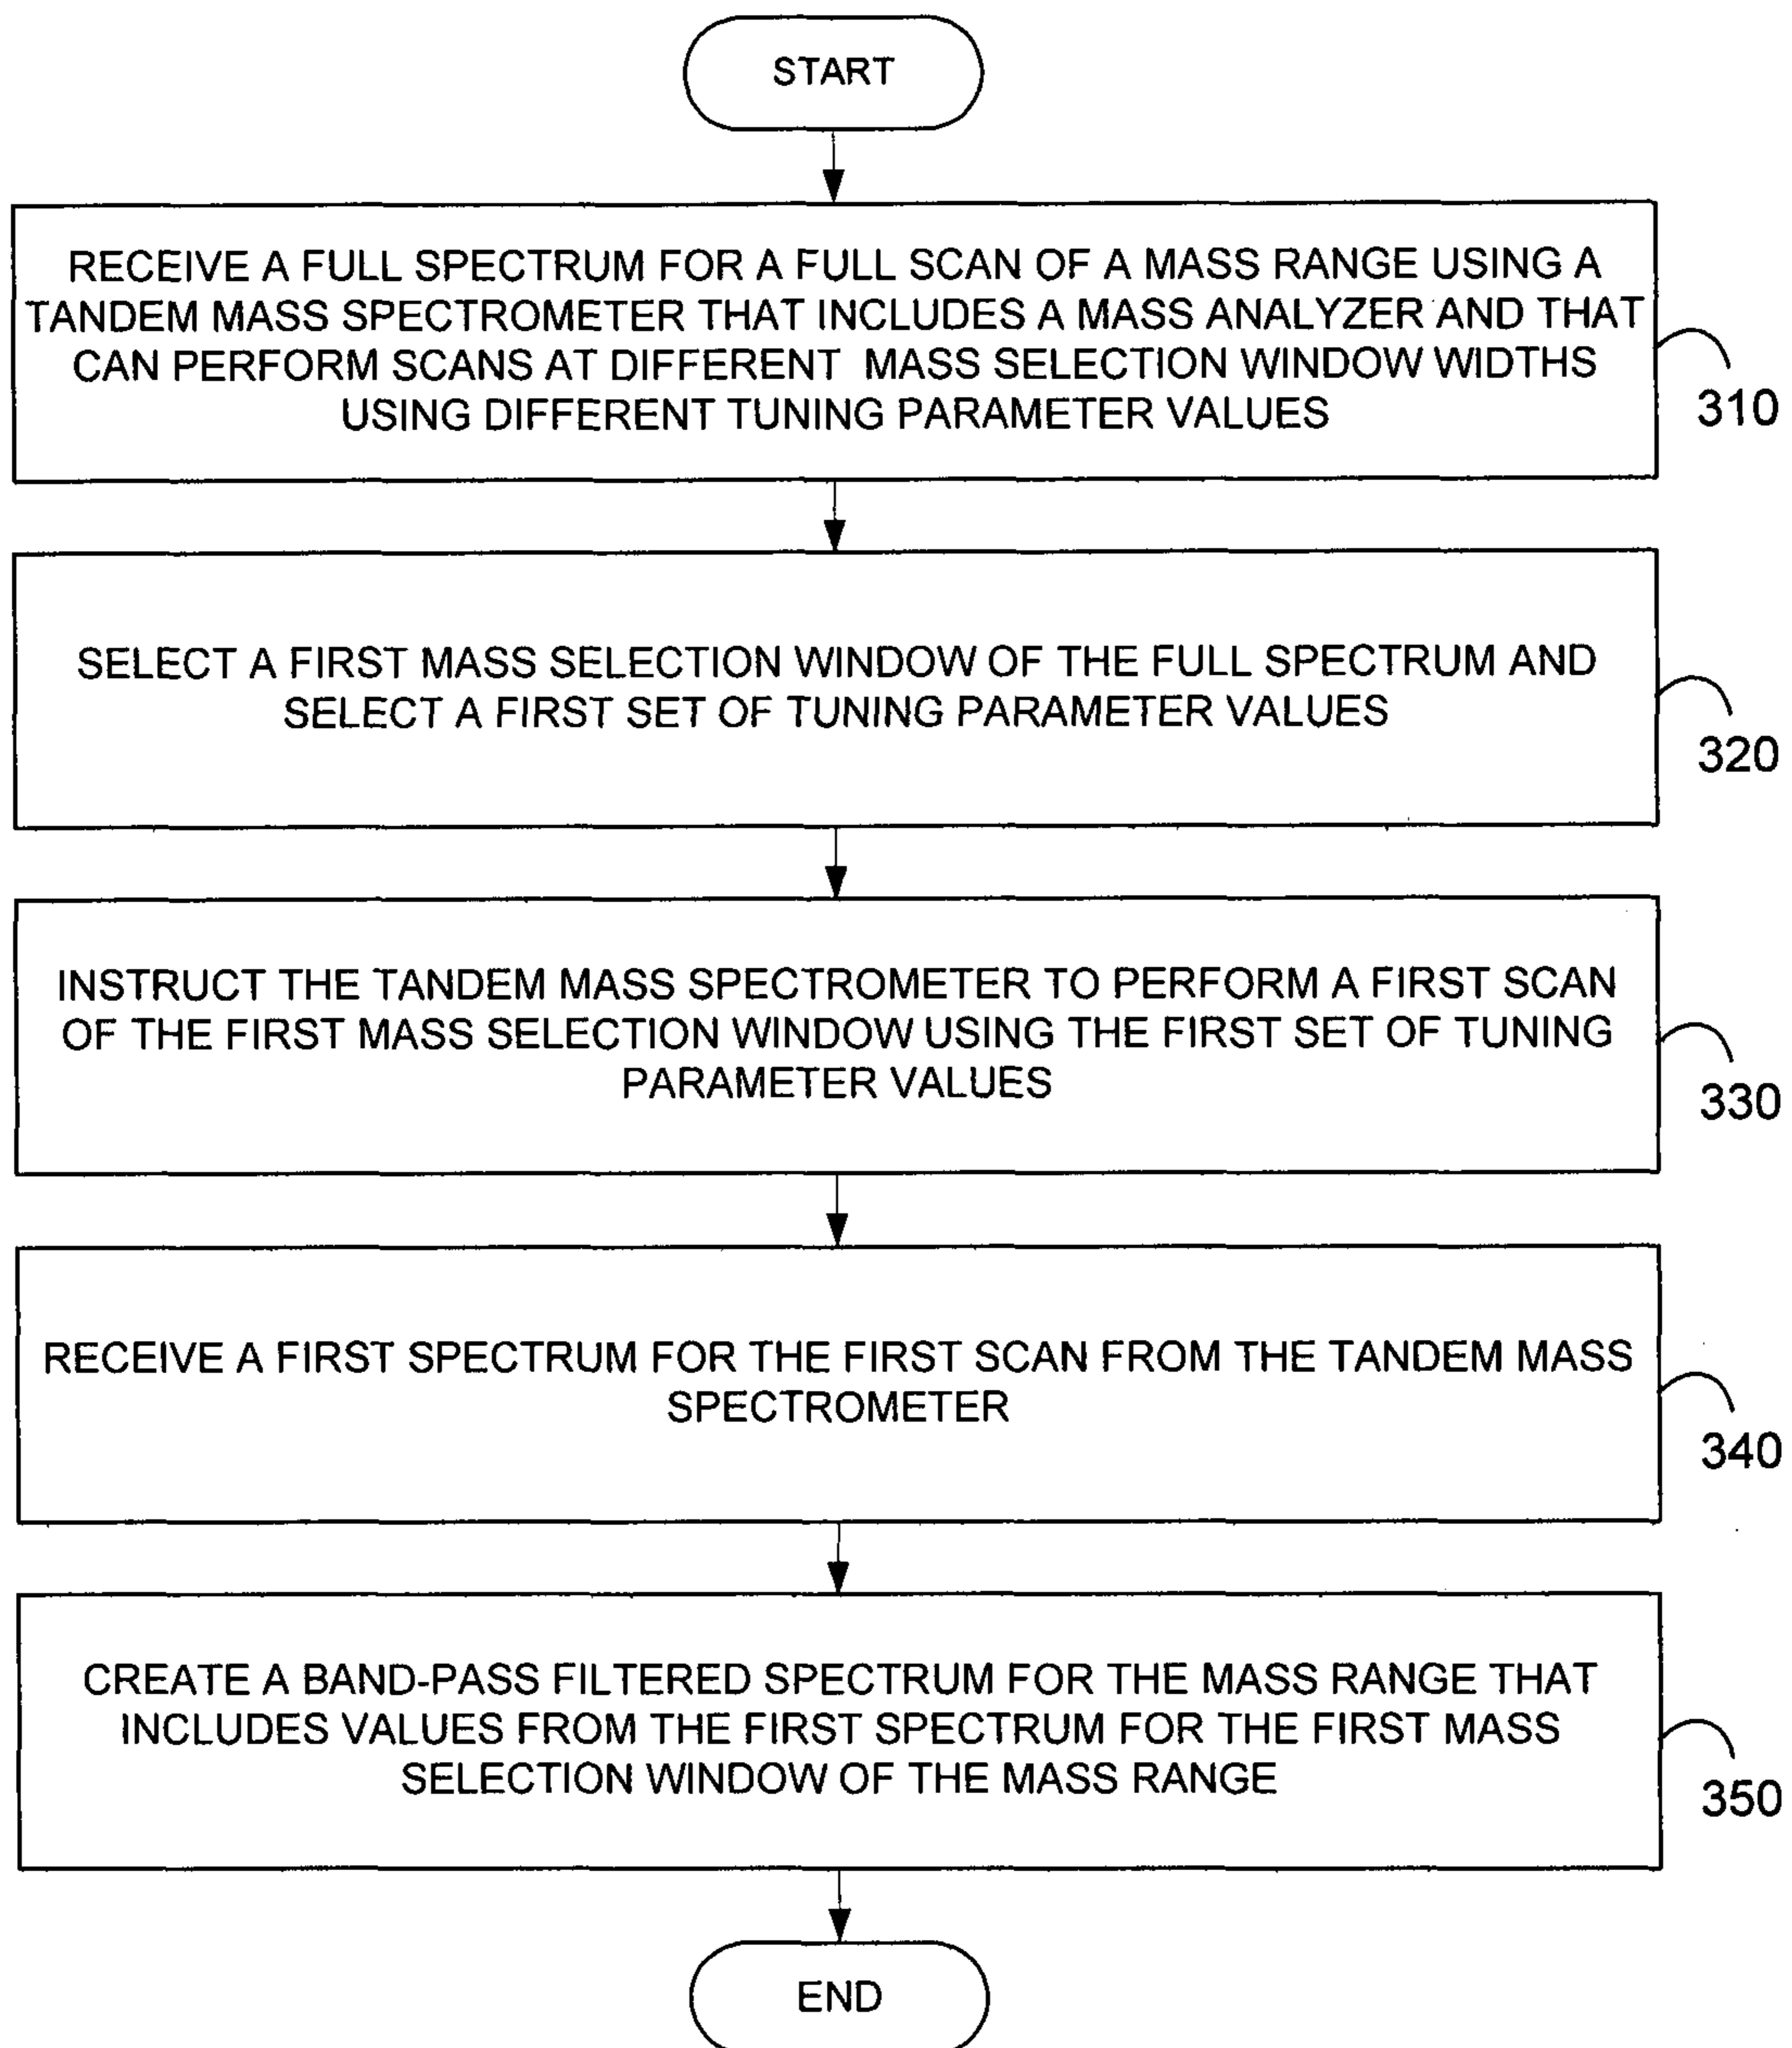 START
RECEIVE A FULL SPECTRUM FOR A FULL SCAN OF A MASS RANGE USING A
TANDEM MASS SPECTROMETER THAT INCLUDES A MASS ANALYZER AND THAT
CAN PERFORM SCANS AT DIFFERENT MASS SELECTION WINDOW WIDTHS
USING DIFFERENT TUNING PARAMETER VALUES
310
SELECT A FIRST MASS SELECTION WINDOW OF THE FULL SPECTRUM AND
SELECT A FIRST SET OF TUNING PARAMETER VALUES
320
INSTRUCT THE TANDEM MASS SPECTROMETER TO PERFORM A FIRST SCAN
OF THE FIRST MASS SELECTION WINDOW USING THE FIRST SET OF TUNING
PARAMETER VALUES
330
RECEIVE A FIRST SPECTRUM FOR THE FIRST SCAN FROM THE TANDEM MASS
SPECTROMETER
340
CREATE A BAND-PASS FILTERED SPECTRUM FOR THE MASS RANGE THAT
INCLUDES VALUES FROM THE FIRST SPECTRUM FOR THE FIRST MASS
SELECTION WINDOW OF THE MASS RANGE
350
END